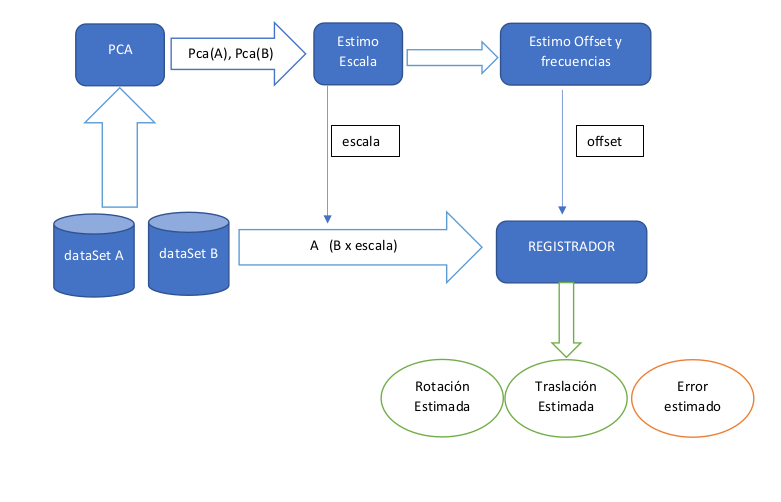 PCA
Pca(A), Pca(B)
Estimo
Escala
Estimo Offset y
frecuencias
escala
offset
dataSet A
dataSet B
A (B x escala)
REGISTRADOR
Rotación
Estimada
Traslación
Estimada
Error
estimado